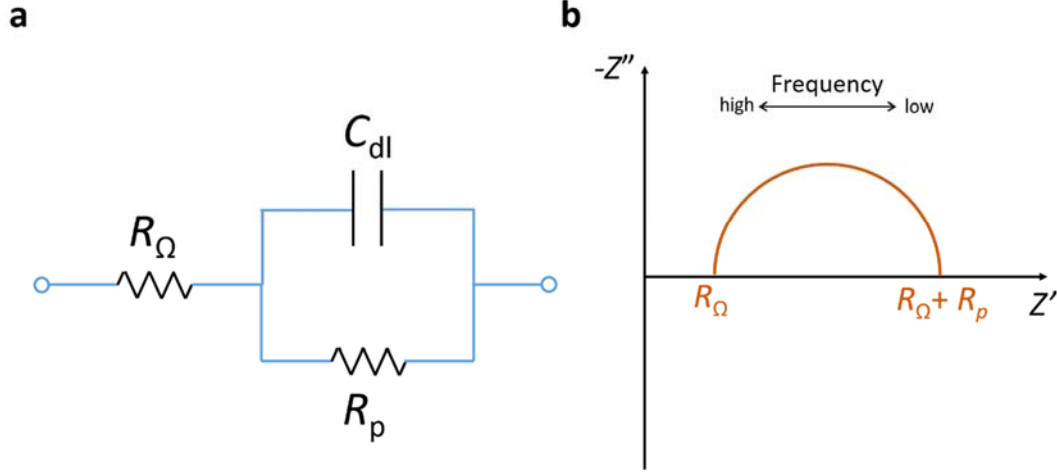 a
C_dl
R_Ω
R_p
b
-Z″
Frequency
high low
R_Ω R_Ω+ R_p
Z′